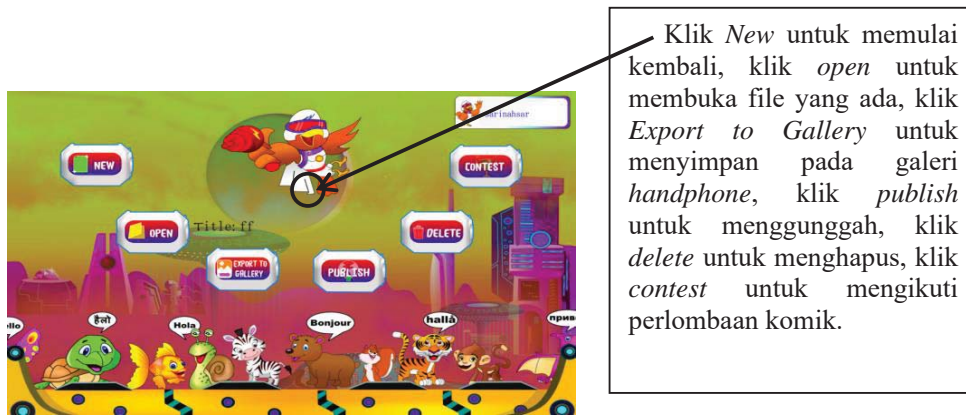 Klik New untuk memulai
kembali, klik open untuk
membuka file yang ada, klik
Export to Gallery untuk
menyimpan pada galeri
handphone, klik publish
untuk menggunggah, klik
delete untuk menghapus, klik
contest untuk mengikuti
perlombaan komik.
NEW
CONTEST
OPEN
Title: ff
DELETE
EXPORT TO
GALLERY
PUBLISH
हैलो
Hola
Bonjour
hallå